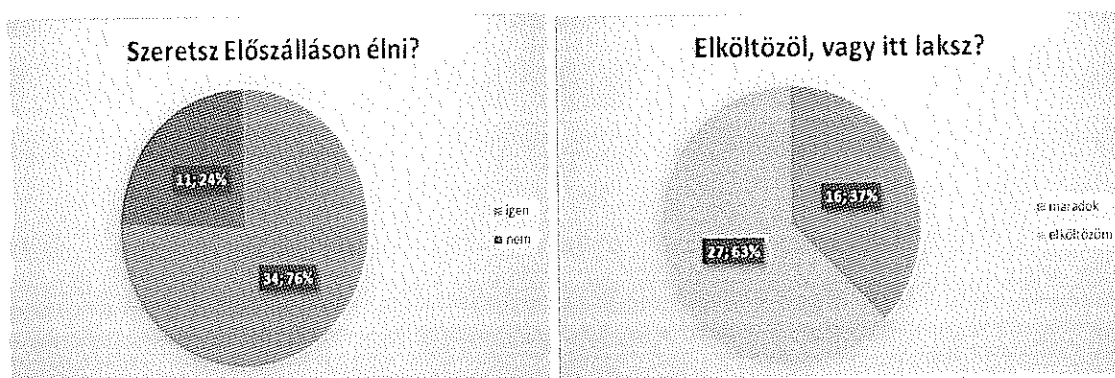 Szeretsz Előszálláson élni?
11; 24%
34; 76%
igen
nem
Elköltözöl, vagy itt laksz?
16; 37%
27; 63%
maradok
elköltözöm